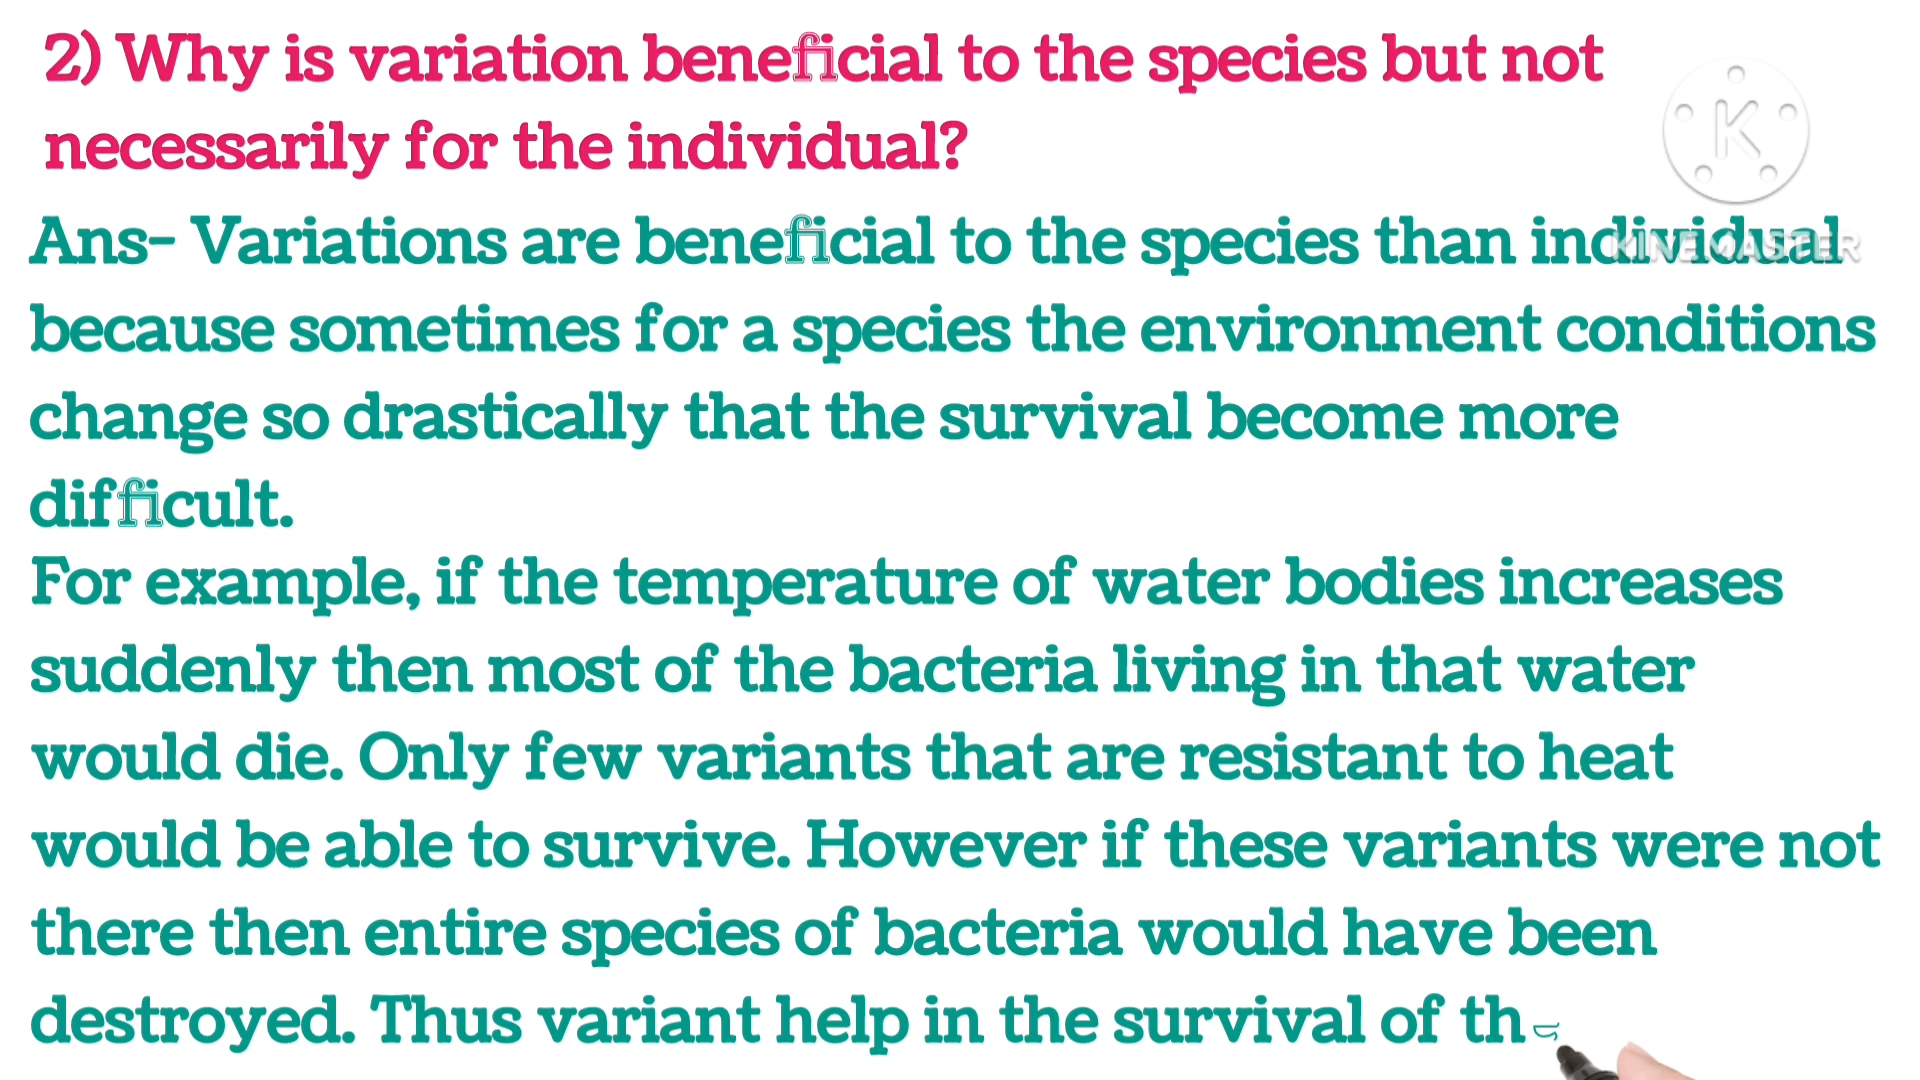 2) Why is variation beneficial to the species but not
necessarily for the individual?
K
KINEMASTER
Ans- Variations are beneficial to the species than individual
because sometimes for a species the environment conditions
change so drastically that the survival become more
difficult.
For example, if the temperature of water bodies increases
suddenly then most of the bacteria living in that water
would die. Only few variants that are resistant to heat
would be able to survive. However if these variants were not
there then entire species of bacteria would have been
destroyed. Thus variant help in the survival of th